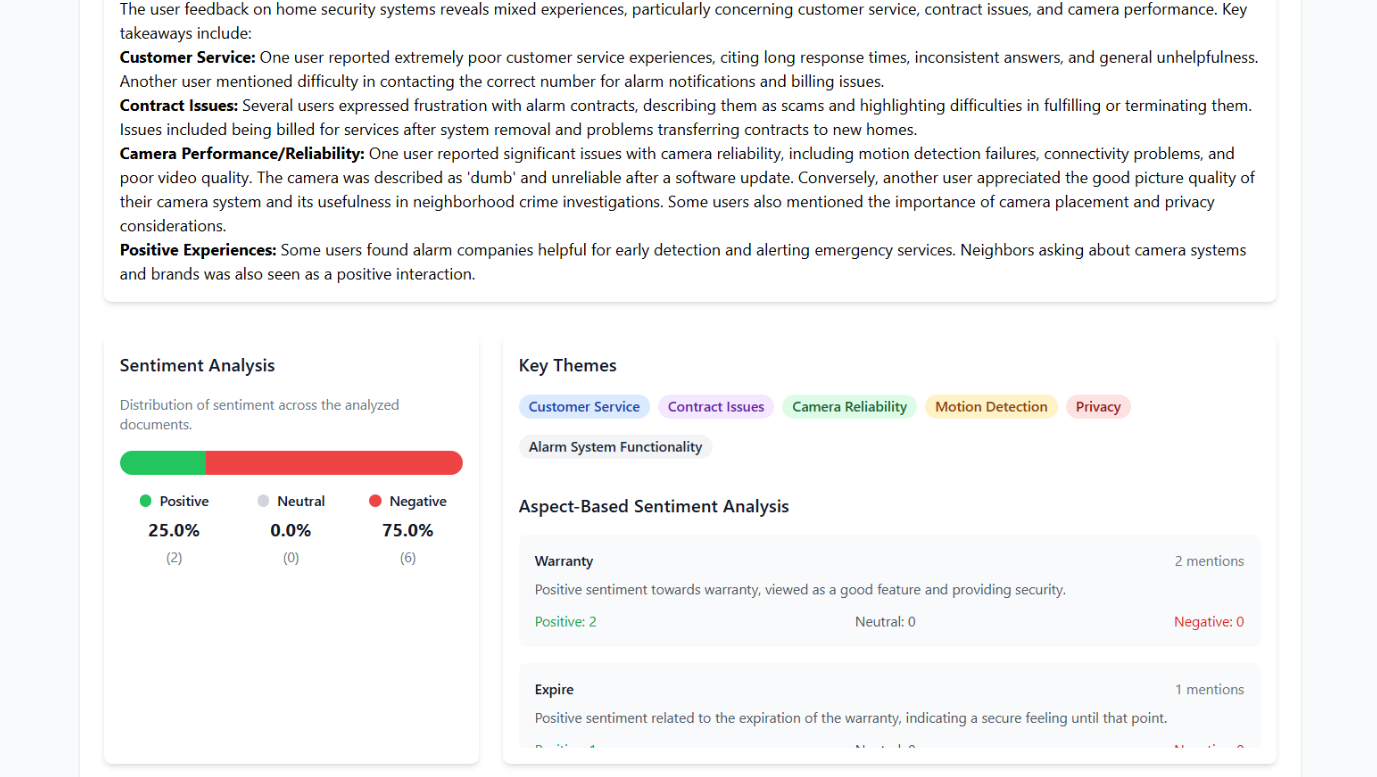 The user feedback on home security systems reveals mixed experiences, particularly concerning customer service, contract issues, and camera performance. Key
takeaways include:
Customer Service: One user reported extremely poor customer service experiences, citing long response times, inconsistent answers, and general unhelpfulness.
Another user mentioned difficulty in contacting the correct number for alarm notifications and billing issues.
Contract Issues: Several users expressed frustration with alarm contracts, describing them as scams and highlighting difficulties in fulfilling or terminating them.
Issues included being billed for services after system removal and problems transferring contracts to new homes.
Camera Performance/Reliability: One user reported significant issues with camera reliability, including motion detection failures, connectivity problems, and
poor video quality. The camera was described as 'dumb' and unreliable after a software update. Conversely, another user appreciated the good picture quality of
their camera system and its usefulness in neighborhood crime investigations. Some users also mentioned the importance of camera placement and privacy
considerations.
Positive Experiences: Some users found alarm companies helpful for early detection and alerting emergency services. Neighbors asking about camera systems
and brands was also seen as a positive interaction.
Sentiment Analysis
Distribution of sentiment across the analyzed
documents.
Positive Neutral Negative
25.0% 0.0% 75.0%
(2) (0) (6)
Key Themes
Customer Service Contract Issues Camera Reliability Motion Detection Privacy
Alarm System Functionality
Aspect-Based Sentiment Analysis
Warranty 2 mentions
Positive sentiment towards warranty, viewed as a good feature and providing security.
Positive: 2 Neutral: 0 Negative: 0
Expire 1 mentions
Positive sentiment related to the expiration of the warranty, indicating a secure feeling until that point.